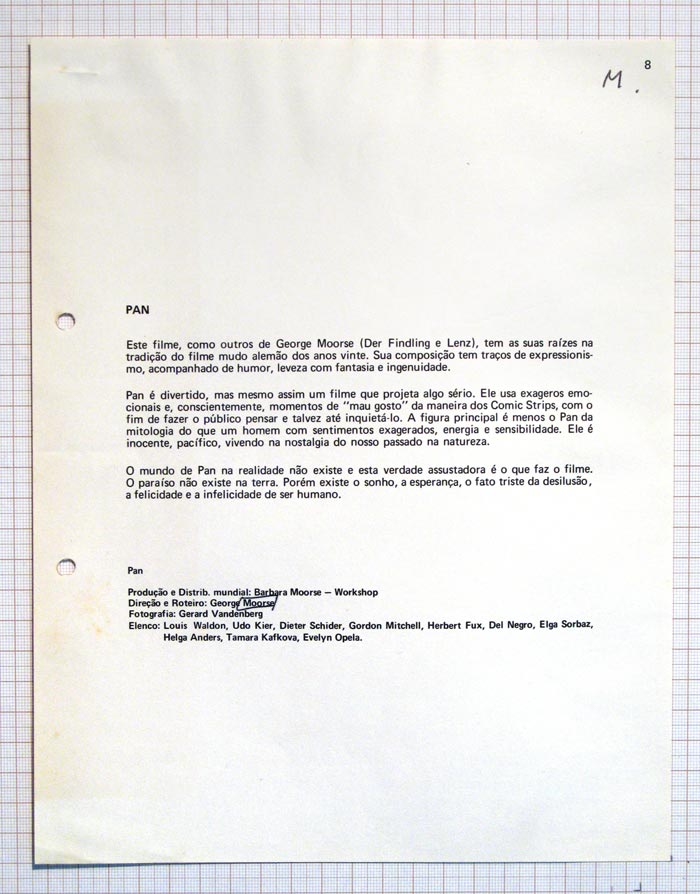 8
M.
PAN
Este filme, como outros de George Moorse (Der Findling e Lenz), tem as suas raízes na
tradição do filme mudo alemão dos anos vinte. Sua composição tem traços de expressionis-
mo, acompanhado de humor, leveza com fantasia e ingenuidade.
Pan é divertido, mas mesmo assim um filme que projeta algo sério. Ele usa exageros emo-
cionais e, conscientemente, momentos de "mau gosto" da maneira dos Comic Strips, com o
fim de fazer o público pensar e talvez até inquietá-lo. A figura principal é menos o Pan da
mitologia do que um homem com sentimentos exagerados, energia e sensibilidade. Ele é
inocente, pacífico, vivendo na nostalgia do nosso passado na natureza.
O mundo de Pan na realidade não existe e esta verdade assustadora é o que faz o filme.
O paraíso não existe na terra. Porém existe o sonho, a esperança, o fato triste da desilusão,
a felicidade e a infelicidade de ser humano.
Pan
Produção e Distrib. mundial: Barbara Moorse – Workshop
Direção e Roteiro: George Moorse
Fotografia: Gerard Vandenberg
Elenco: Louis Waldon, Udo Kier, Dieter Schider, Gordon Mitchell, Herbert Fux, Del Negro, Elga Sorbaz,
Helga Anders, Tamara Kafkova, Evelyn Opela.